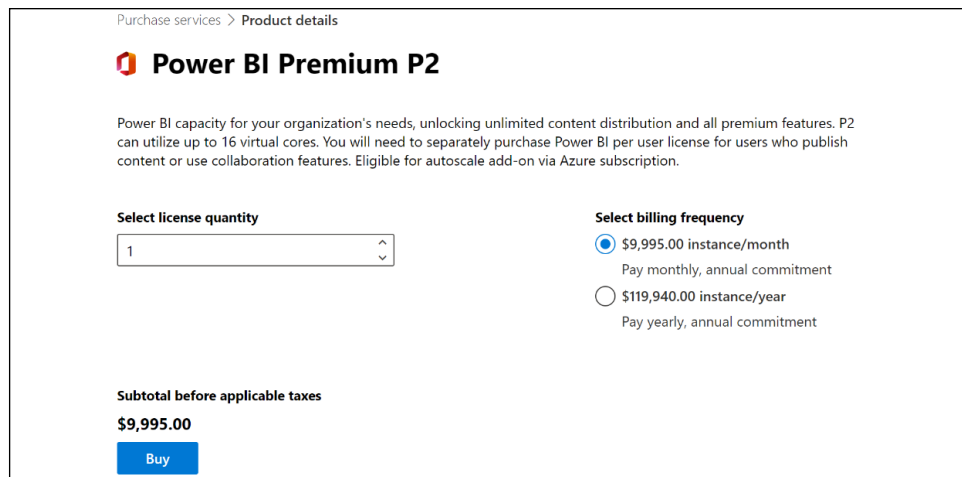 Purchase services > Product details
Power BI Premium P2
Power BI capacity for your organization's needs, unlocking unlimited content distribution and all premium features. P2
can utilize up to 16 virtual cores. You will need to separately purchase Power BI per user license for users who publish
content or use collaboration features. Eligible for autoscale add-on via Azure subscription.
Select license quantity
1
Select billing frequency
$9,995.00 instance/month
Pay monthly, annual commitment
$119,940.00 instance/year
Pay yearly, annual commitment
Subtotal before applicable taxes
$9,995.00
Buy